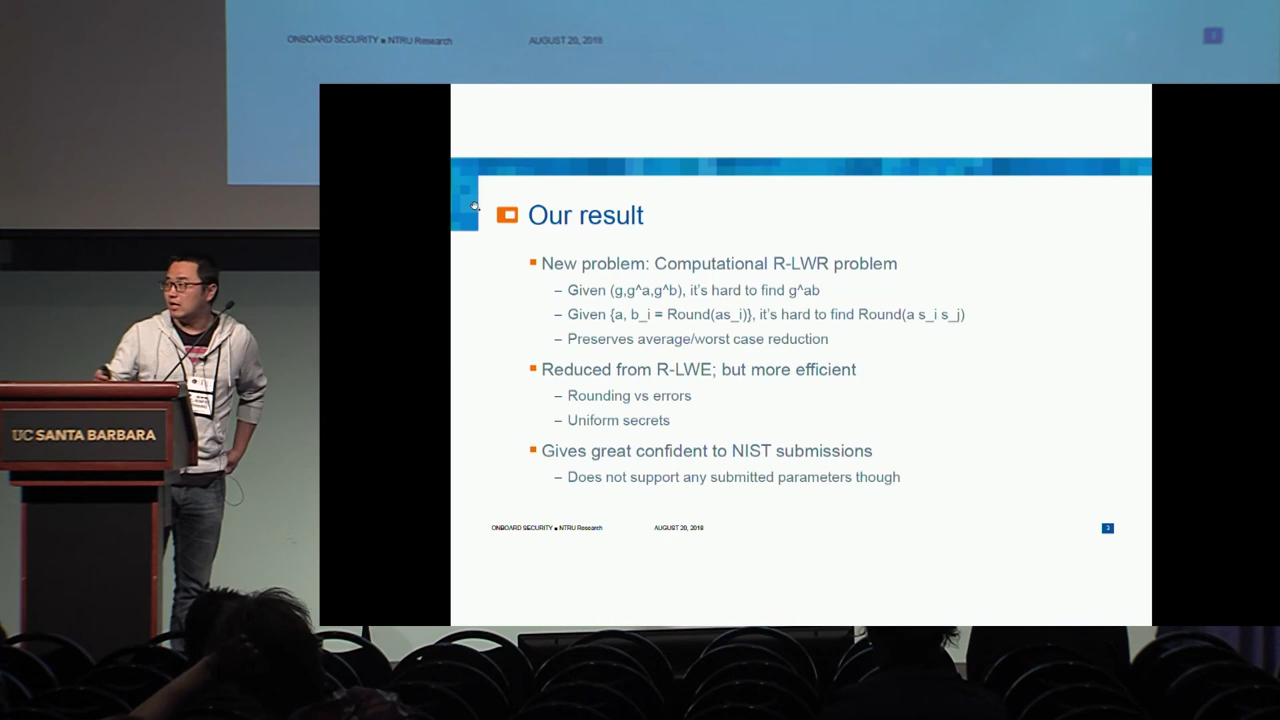 ONBOARD SECURITY ■ NTRU Research AUGUST 20, 2018
Our result
New problem: Computational R-LWR problem
– Given (g,g^a,g^b), it's hard to find g^ab
– Given {a, b_i = Round(as_i)}, it's hard to find Round(a s_i s_j)
– Preserves average/worst case reduction
Reduced from R-LWE; but more efficient
– Rounding vs errors
– Uniform secrets
Gives great confident to NIST submissions
– Does not support any submitted parameters though
ONBOARD SECURITY ■ NTRU Research AUGUST 20, 2018 3
UC SANTA BARBARA